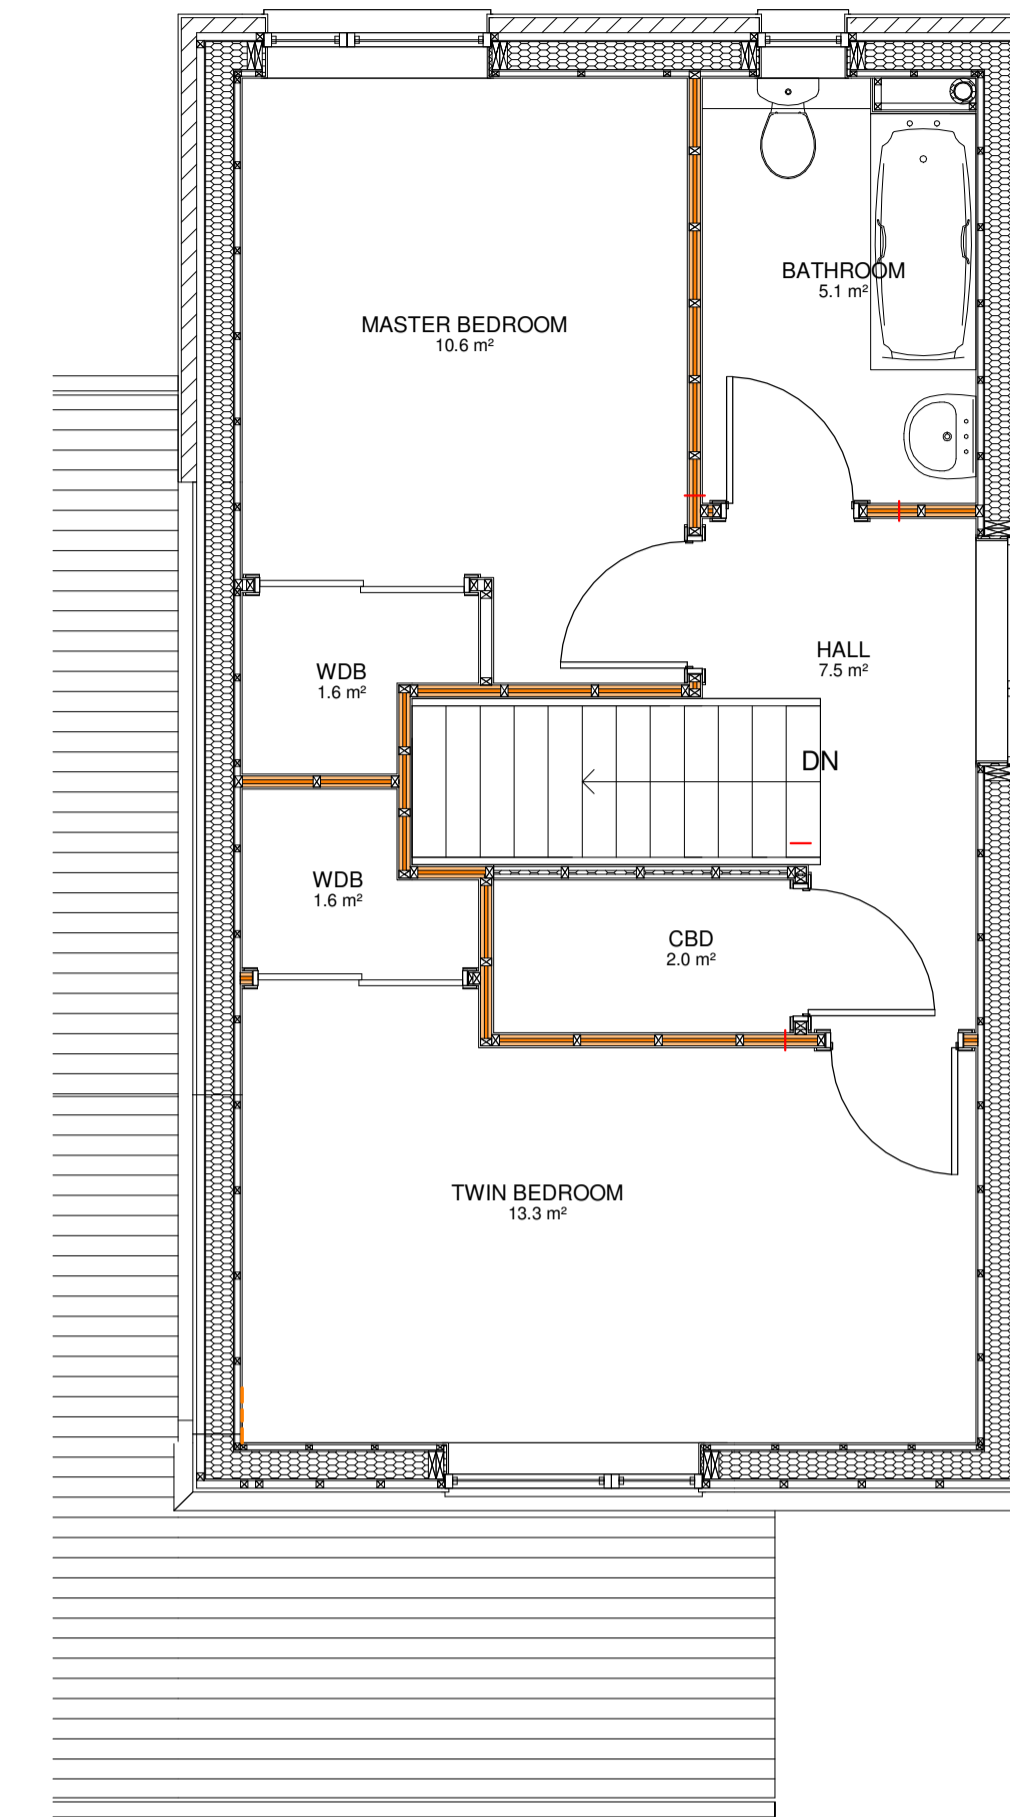 BATHROOM
5.1 m²
MASTER BEDROOM
10.6 m²
HALL
7.5 m²
WDB
1.6 m²
DN
WDB
1.6 m²
CBD
2.0 m²
TWIN BEDROOM
13.3 m²